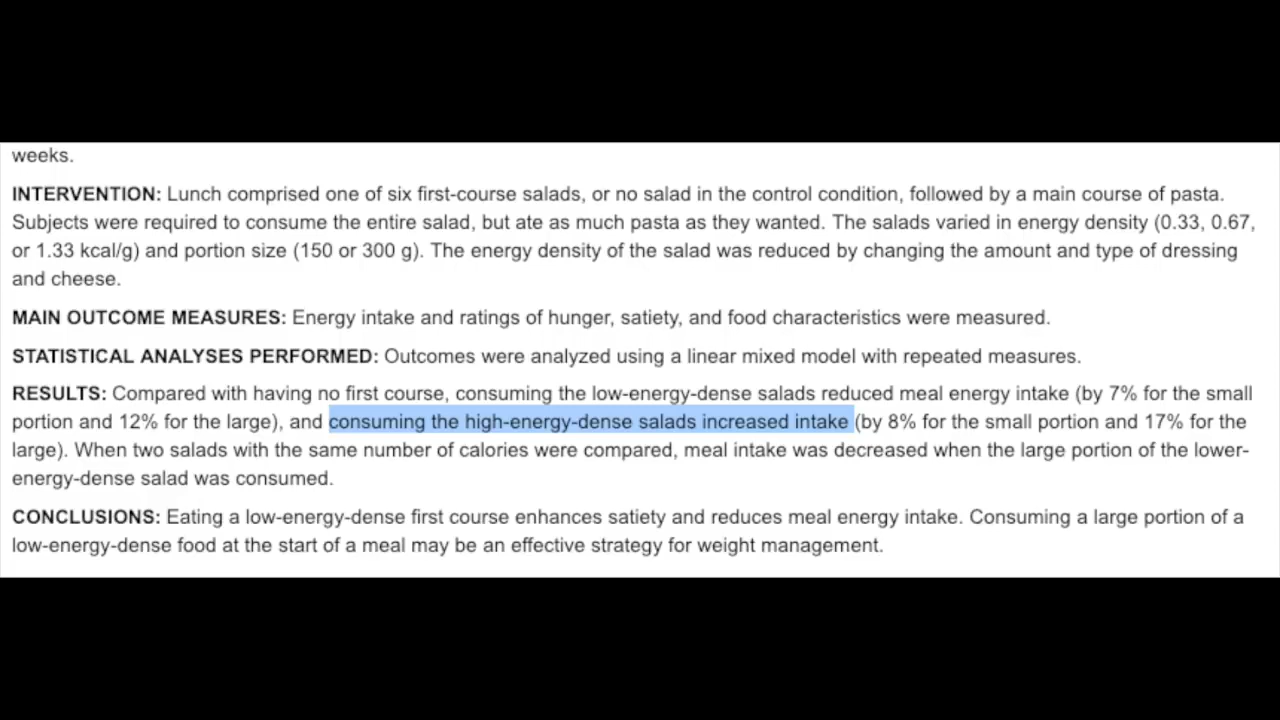 weeks.
INTERVENTION: Lunch comprised one of six first-course salads, or no salad in the control condition, followed by a main course of pasta.
Subjects were required to consume the entire salad, but ate as much pasta as they wanted. The salads varied in energy density (0.33, 0.67,
or 1.33 kcal/g) and portion size (150 or 300 g). The energy density of the salad was reduced by changing the amount and type of dressing
and cheese.
MAIN OUTCOME MEASURES: Energy intake and ratings of hunger, satiety, and food characteristics were measured.
STATISTICAL ANALYSES PERFORMED: Outcomes were analyzed using a linear mixed model with repeated measures.
RESULTS: Compared with having no first course, consuming the low-energy-dense salads reduced meal energy intake (by 7% for the small
portion and 12% for the large), and consuming the high-energy-dense salads increased intake (by 8% for the small portion and 17% for the
large). When two salads with the same number of calories were compared, meal intake was decreased when the large portion of the lower-
energy-dense salad was consumed.
CONCLUSIONS: Eating a low-energy-dense first course enhances satiety and reduces meal energy intake. Consuming a large portion of a
low-energy-dense food at the start of a meal may be an effective strategy for weight management.